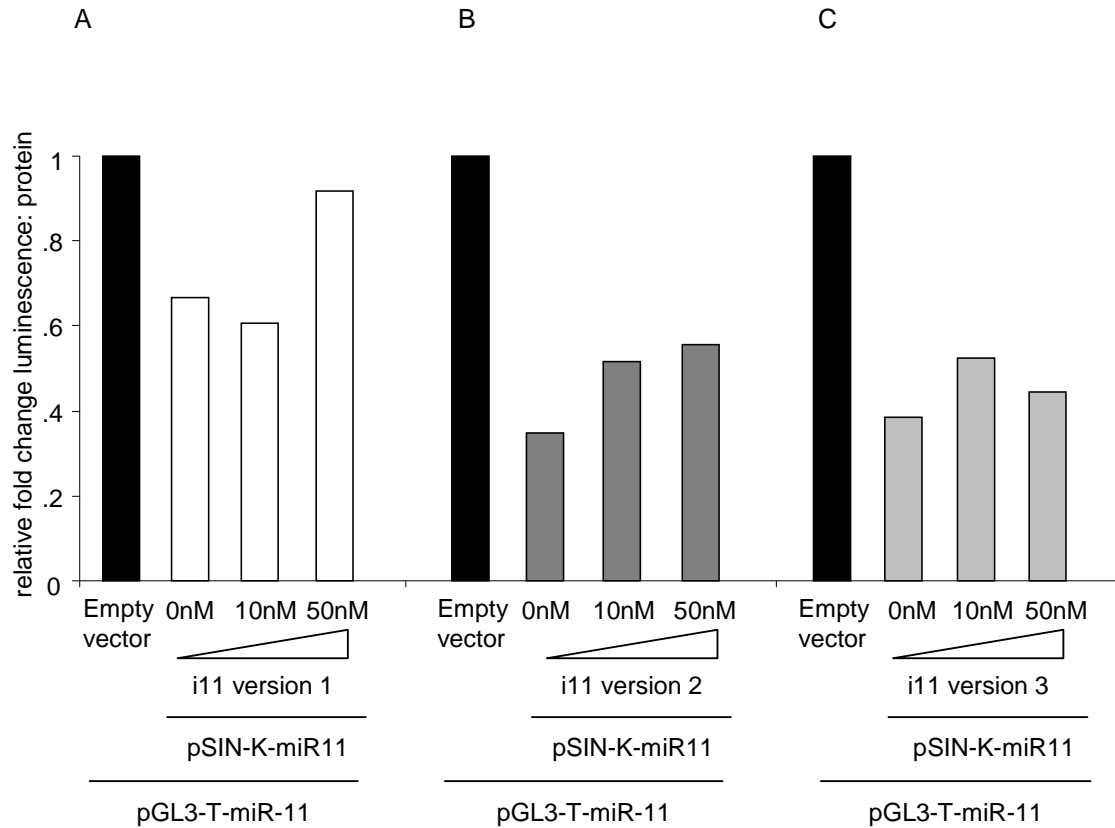 A B C
relative fold change luminescence: protein
1
.8
.6
.4
.2
0
Empty vector 0nM 10nM 50nM
i11 version 1
pSIN-K-miR11
pGL3-T-miR-11
Empty vector 0nM 10nM 50nM
i11 version 2
pSIN-K-miR11
pGL3-T-miR-11
Empty vector 0nM 10nM 50nM
i11 version 3
pSIN-K-miR11
pGL3-T-miR-11